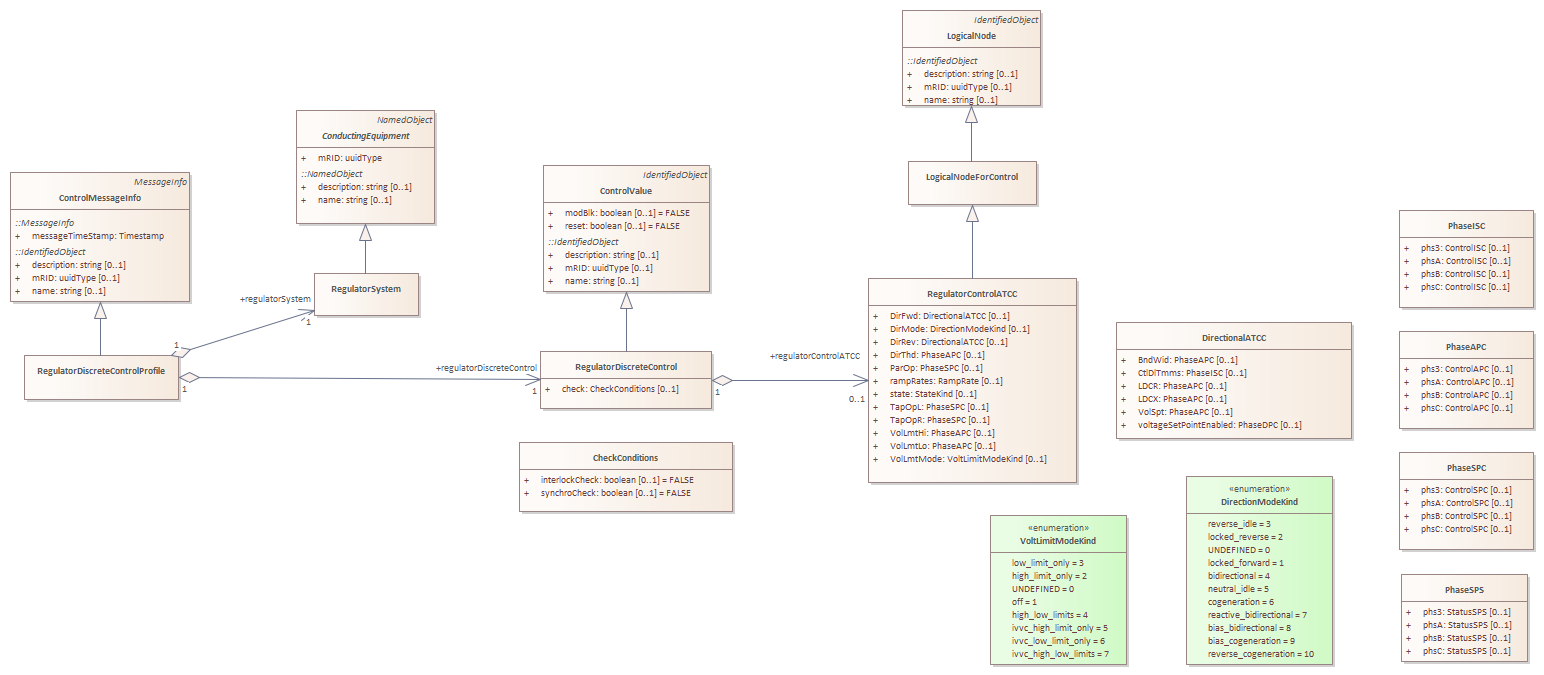 IdentifiedObject
LogicalNode
::IdentifiedObject
+ description: string [0..1]
+ mRID: uuidType [0..1]
+ name: string [0..1]
NamedObject
ConductingEquipment
+ mRID: uuidType
::NamedObject
+ description: string [0..1]
+ name: string [0..1]
MessageInfo
ControlMessageInfo
::MessageInfo
+ messageTimeStamp: Timestamp
::IdentifiedObject
+ description: string [0..1]
+ mRID: uuidType [0..1]
+ name: string [0..1]
IdentifiedObject
ControlValue
+ modBlk: boolean [0..1] = FALSE
+ reset: boolean [0..1] = FALSE
::IdentifiedObject
+ description: string [0..1]
+ mRID: uuidType [0..1]
+ name: string [0..1]
LogicalNodeForControl
RegulatorSystem
+regulatorSystem
1
1
RegulatorDiscreteControlProfile
1
+regulatorDiscreteControl
1
RegulatorDiscreteControl
+ check: CheckConditions [0..1]
1
+regulatorControlATCC
0..1
RegulatorControlATCC
+ DirFwd: DirectionalATCC [0..1]
+ DirMode: DirectionModeKind [0..1]
+ DirRev: DirectionalATCC [0..1]
+ DirThd: PhaseAPC [0..1]
+ ParOp: PhaseSPC [0..1]
+ rampRates: RampRate [0..1]
+ state: StateKind [0..1]
+ TapOpL: PhaseSPC [0..1]
+ TapOpR: PhaseSPC [0..1]
+ VolLmtHi: PhaseAPC [0..1]
+ VolLmtLo: PhaseAPC [0..1]
+ VolLmtMode: VoltLimitModeKind [0..1]
CheckConditions
+ interlockCheck: boolean [0..1] = FALSE
+ synchroCheck: boolean [0..1] = FALSE
DirectionalATCC
+ BndWid: PhaseAPC [0..1]
+ CtlDlTmms: PhaseISC [0..1]
+ LDCR: PhaseAPC [0..1]
+ LDCX: PhaseAPC [0..1]
+ VolSpt: PhaseAPC [0..1]
+ voltageSetPointEnabled: PhaseDPC [0..1]
«enumeration»
VoltLimitModeKind
low_limit_only = 3
high_limit_only = 2
UNDEFINED = 0
off = 1
high_low_limits = 4
ivvc_high_limit_only = 5
ivvc_low_limit_only = 6
ivvc_high_low_limits = 7
«enumeration»
DirectionModeKind
reverse_idle = 3
locked_reverse = 2
UNDEFINED = 0
locked_forward = 1
bidirectional = 4
neutral_idle = 5
cogeneration = 6
reactive_bidirectional = 7
bias_bidirectional = 8
bias_cogeneration = 9
reverse_cogeneration = 10
PhaseISC
+ phs3: ControlISC [0..1]
+ phsA: ControlISC [0..1]
+ phsB: ControlISC [0..1]
+ phsC: ControlISC [0..1]
PhaseAPC
+ phs3: ControlAPC [0..1]
+ phsA: ControlAPC [0..1]
+ phsB: ControlAPC [0..1]
+ phsC: ControlAPC [0..1]
PhaseSPC
+ phs3: ControlSPC [0..1]
+ phsA: ControlSPC [0..1]
+ phsB: ControlSPC [0..1]
+ phsC: ControlSPC [0..1]
PhaseSPS
+ phs3: StatusSPS [0..1]
+ phsA: StatusSPS [0..1]
+ phsB: StatusSPS [0..1]
+ phsC: StatusSPS [0..1]